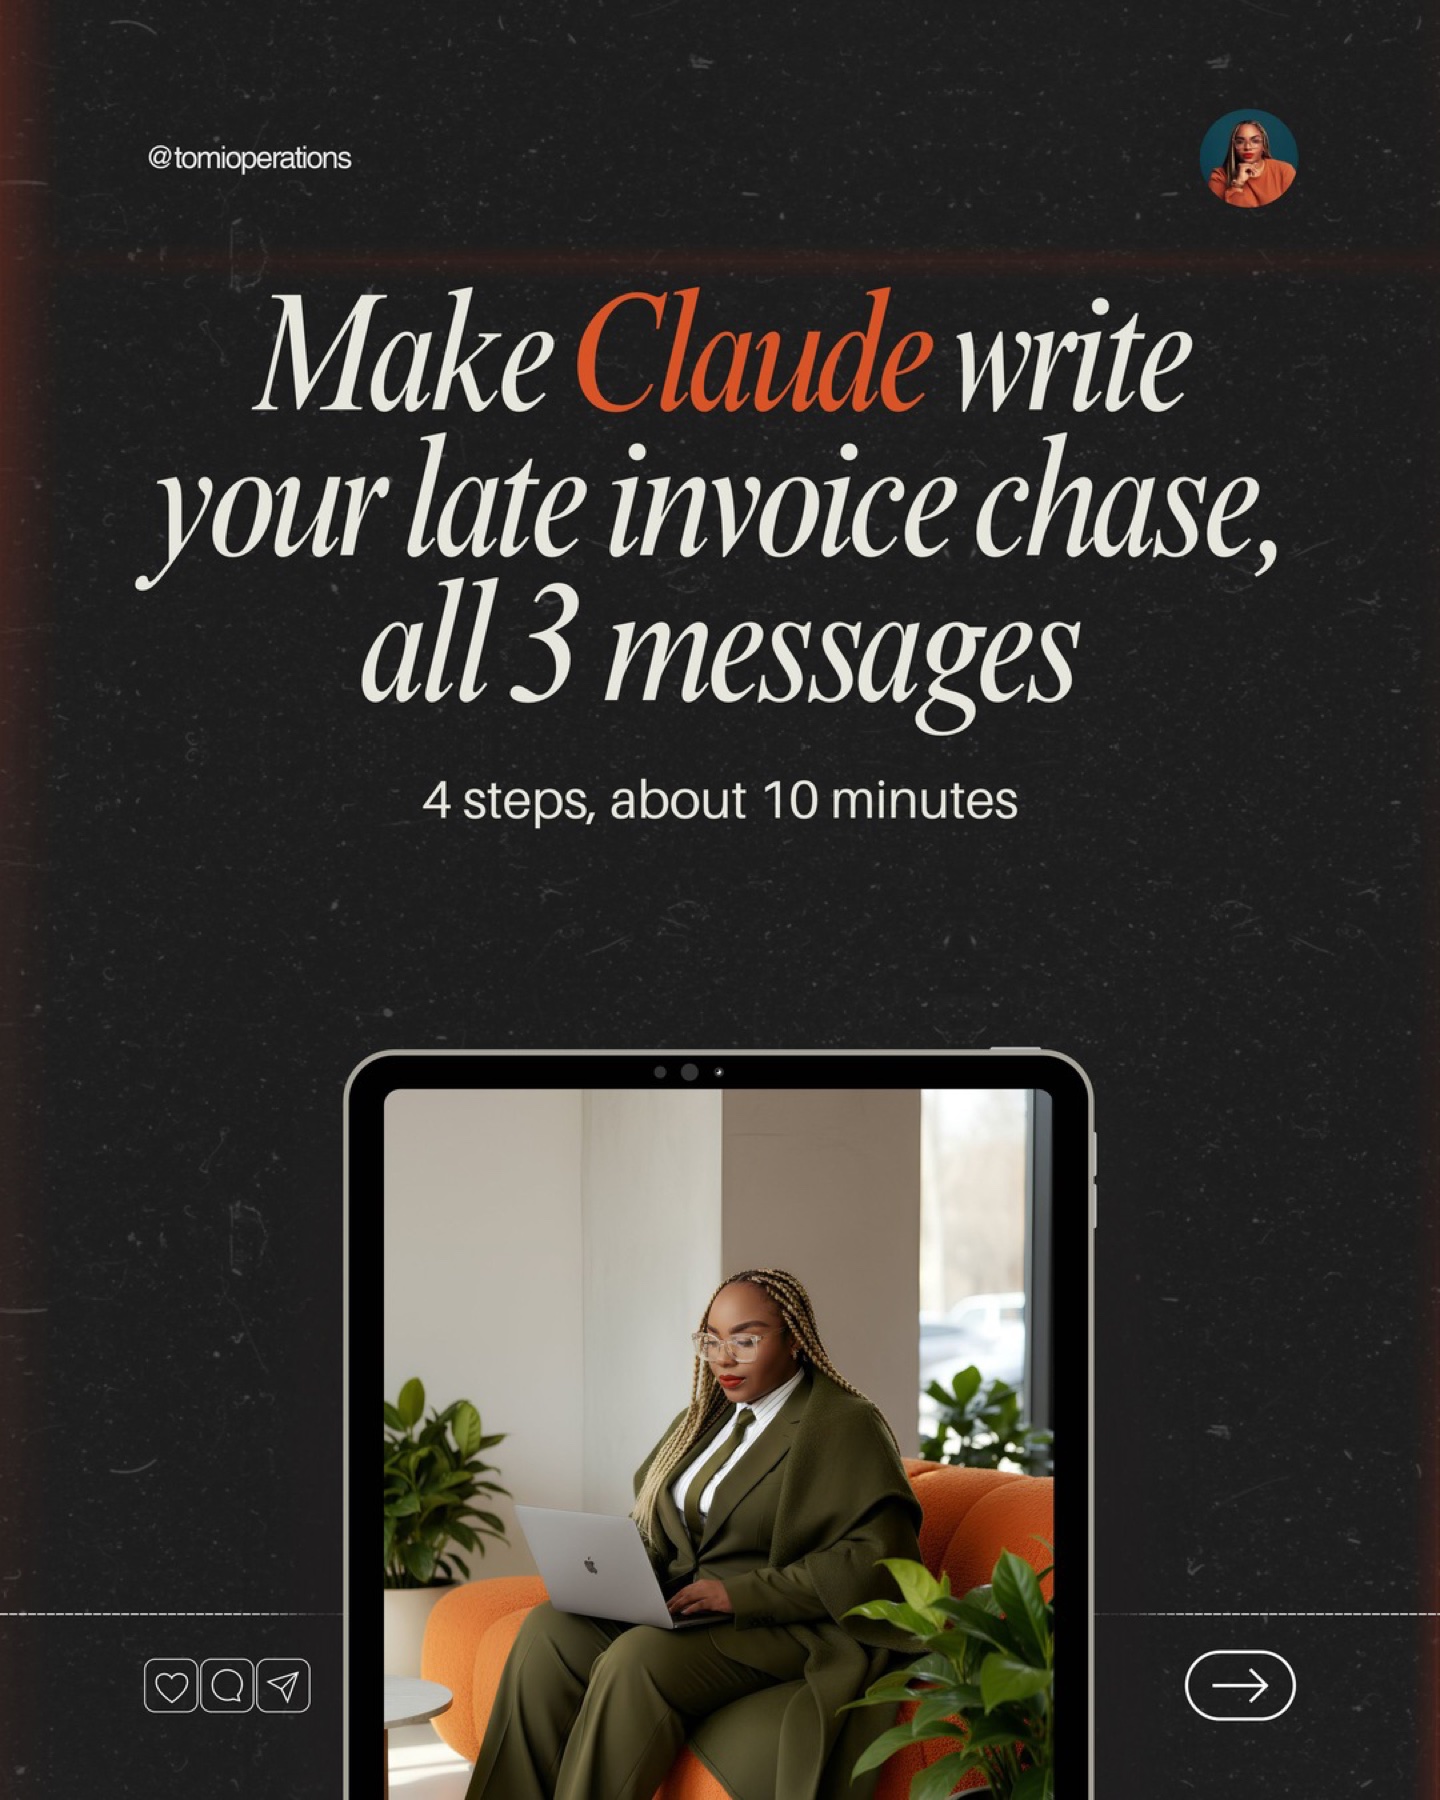 @tomioperations
Make Claude write
your late invoice chase,
all 3 messages
4 steps, about 10 minutes